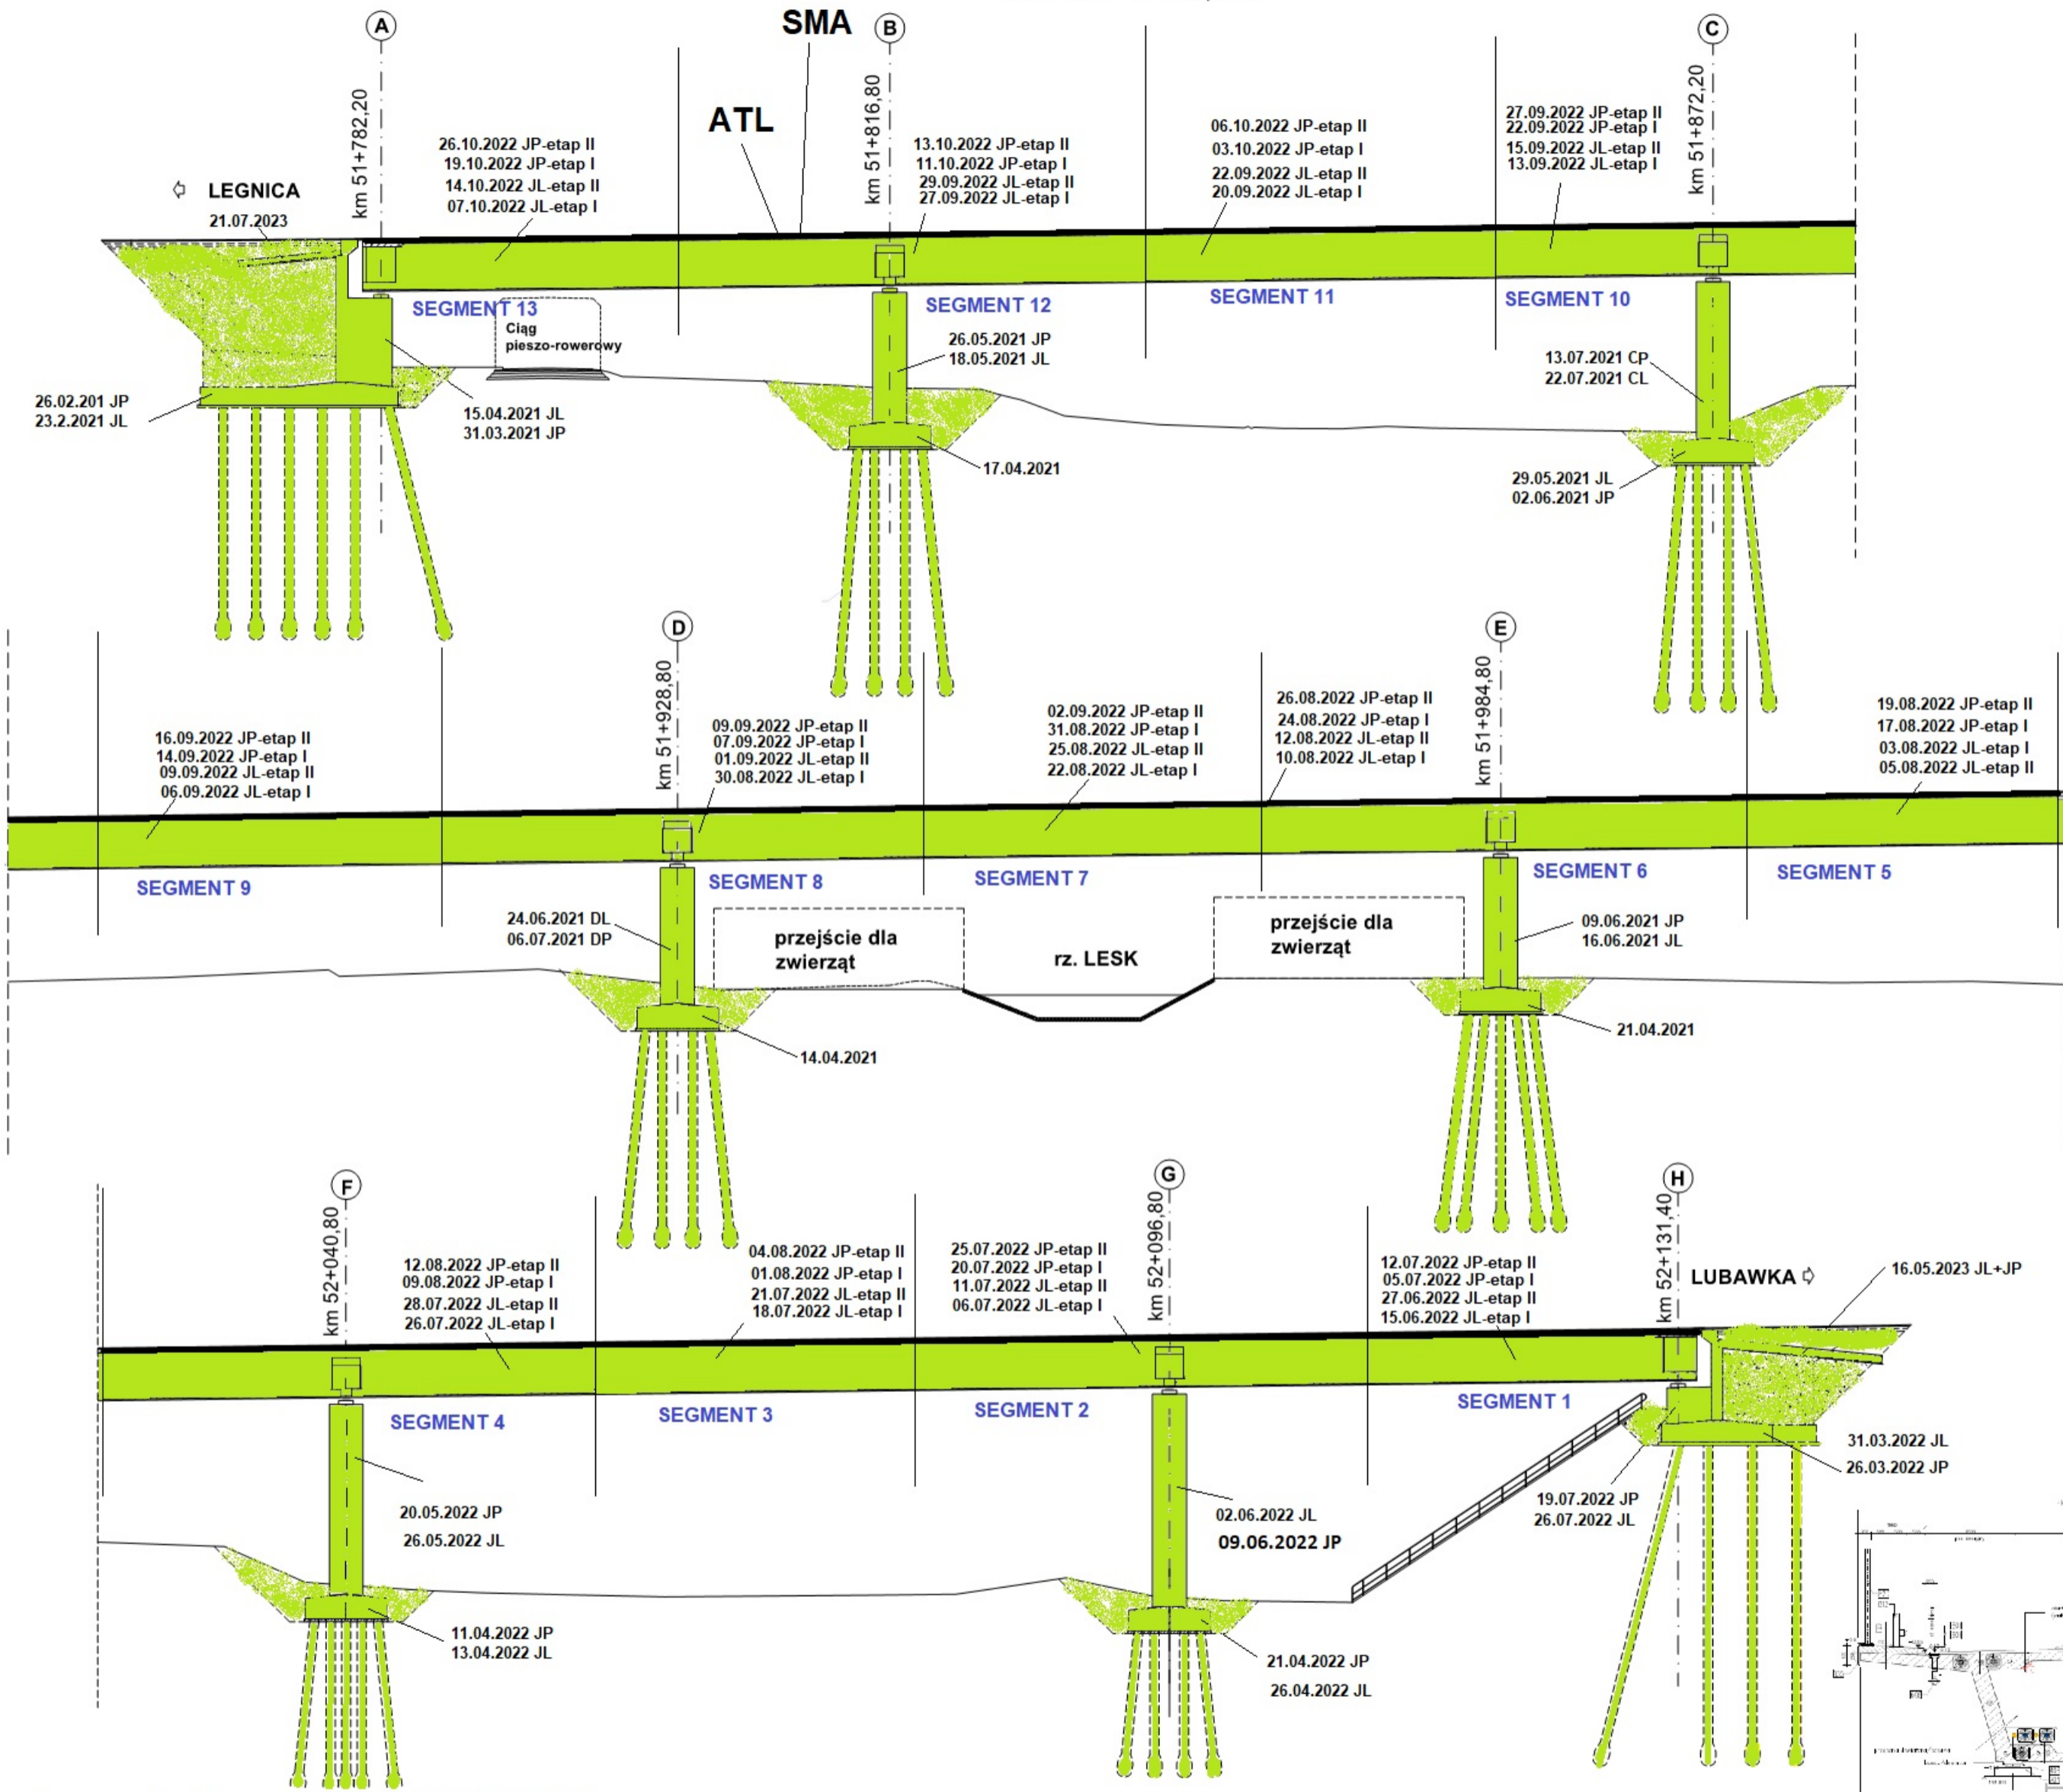 SMA
A
B
C
km 51+782,20
km 51+816,80
km 51+872,20
ATL
26.10.2022 JP-etap II
19.10.2022 JP-etap I
14.10.2022 JL-etap II
07.10.2022 JL-etap I
13.10.2022 JP-etap II
11.10.2022 JP-etap I
29.09.2022 JL-etap II
27.09.2022 JL-etap I
06.10.2022 JP-etap II
03.10.2022 JP-etap I
22.09.2022 JL-etap II
20.09.2022 JL-etap I
27.09.2022 JP-etap II
22.09.2022 JP-etap I
15.09.2022 JL-etap II
13.09.2022 JL-etap I
LEGNICA
21.07.2023
SEGMENT 13
SEGMENT 12
SEGMENT 11
SEGMENT 10
Ciąg
pieszo-rowerowy
26.05.2021 JP
18.05.2021 JL
13.07.2021 CP
22.07.2021 CL
26.02.201 JP
23.2.2021 JL
15.04.2021 JL
31.03.2021 JP
17.04.2021
29.05.2021 JL
02.06.2021 JP
D
E
km 51+928,80
km 51+984,80
16.09.2022 JP-etap II
14.09.2022 JP-etap I
09.09.2022 JL-etap II
06.09.2022 JL-etap I
09.09.2022 JP-etap II
07.09.2022 JP-etap I
01.09.2022 JL-etap II
30.08.2022 JL-etap I
02.09.2022 JP-etap II
31.08.2022 JP-etap I
25.08.2022 JL-etap II
22.08.2022 JL-etap I
26.08.2022 JP-etap II
24.08.2022 JP-etap I
12.08.2022 JL-etap II
10.08.2022 JL-etap I
19.08.2022 JP-etap II
17.08.2022 JP-etap I
03.08.2022 JL-etap I
05.08.2022 JL-etap II
SEGMENT 9
SEGMENT 8
SEGMENT 7
SEGMENT 6
SEGMENT 5
24.06.2021 DL
06.07.2021 DP
przejście dla
zwierząt
rz. LESK
przejście dla
zwierząt
09.06.2021 JP
16.06.2021 JL
14.04.2021
21.04.2021
F
G
H
km 52+040,80
km 52+096,80
km 52+131,40
12.08.2022 JP-etap II
09.08.2022 JP-etap I
28.07.2022 JL-etap II
26.07.2022 JL-etap I
04.08.2022 JP-etap II
01.08.2022 JP-etap I
21.07.2022 JL-etap II
18.07.2022 JL-etap I
25.07.2022 JP-etap II
20.07.2022 JP-etap I
11.07.2022 JL-etap II
06.07.2022 JL-etap I
12.07.2022 JP-etap II
05.07.2022 JP-etap I
27.06.2022 JL-etap II
15.06.2022 JL-etap I
LUBAWKA
16.05.2023 JL+JP
SEGMENT 4
SEGMENT 3
SEGMENT 2
SEGMENT 1
20.05.2022 JP
26.05.2022 JL
02.06.2022 JL
09.06.2022 JP
31.03.2022 JL
26.03.2022 JP
19.07.2022 JP
26.07.2022 JL
11.04.2022 JP
13.04.2022 JL
21.04.2022 JP
26.04.2022 JL